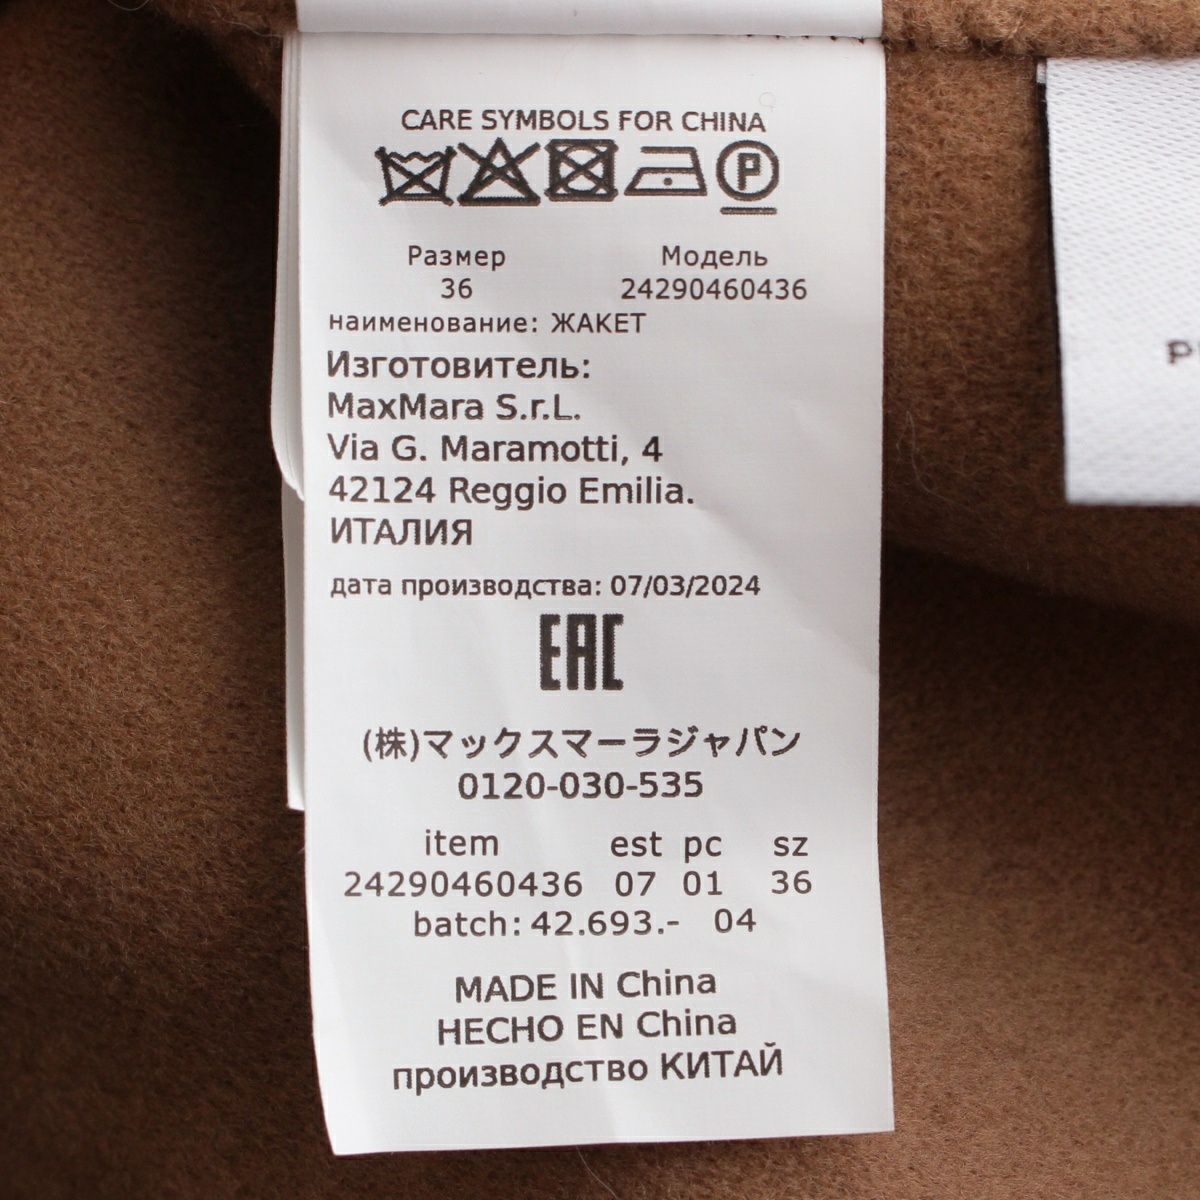 CARE SYMBOLS FOR CHINA
P
Размер Модель
36 24290460436
наименование: ЖАКЕТ
Изготовитель:
MaxMara S.r.L.
Via G. Maramotti, 4
42124 Reggio Emilia.
ИТАЛИЯ
дата производства: 07/03/2024
EAC
(株)マックスマーラジャパン
0120-030-535
item est pc sz
24290460436 07 01 36
batch: 42.693.- 04
MADE IN China
HECHO EN China
производство КИТАЙ